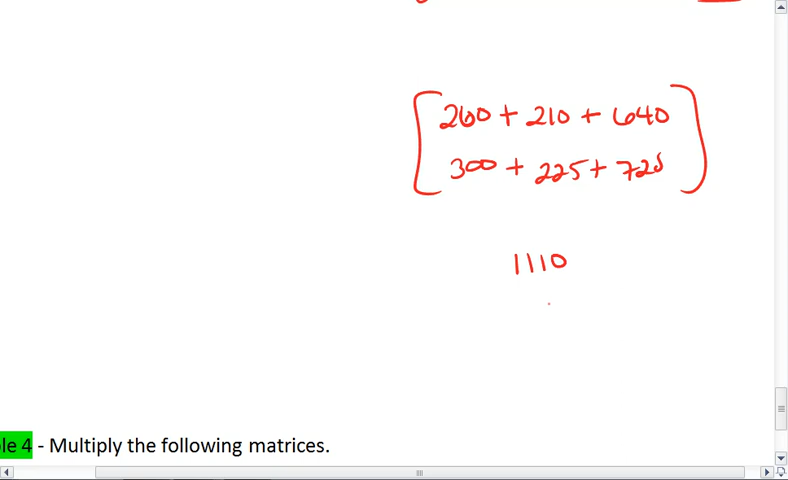 260 + 210 + 640
300 + 225 + 720
1110
le 4 - Multiply the following matrices.